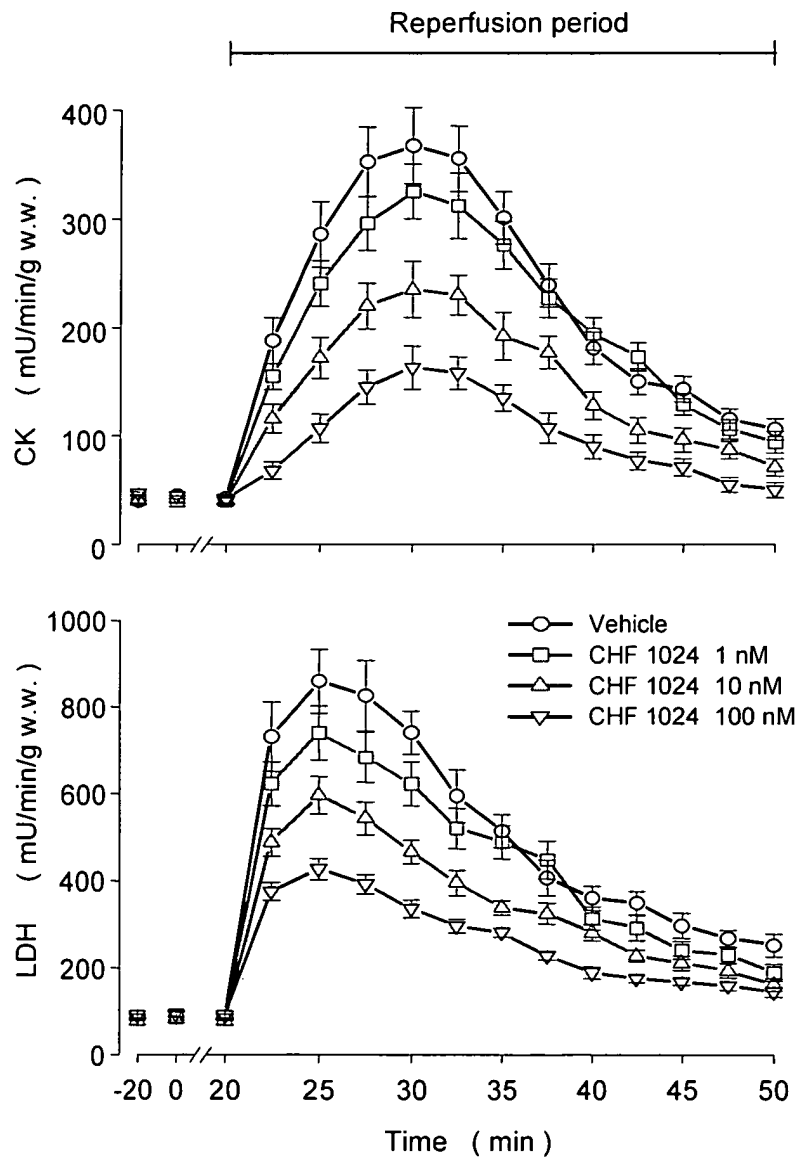 Reperfusion period
400
300
200
100
0
CK ( mU/min/g w.w. )
1000
800
600
400
200
0
LDH ( mU/min/g w.w. )
Vehicle
CHF 1024 1 nM
CHF 1024 10 nM
CHF 1024 100 nM
-20 0 20 25 30 35 40 45 50
Time ( min )